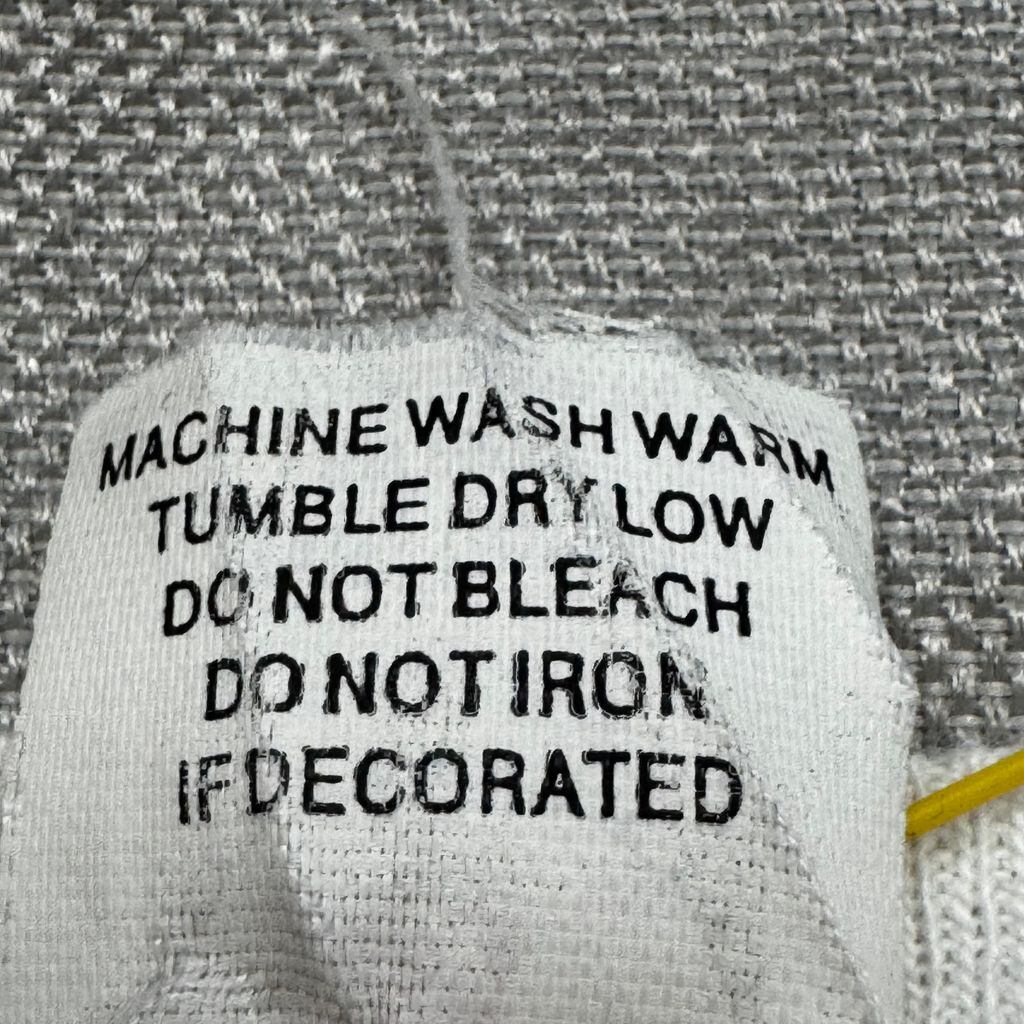 MACHINE WASH WARM
TUMBLE DRY LOW
DO NOT BLEACH
DO NOT IRON
IF DECORATED